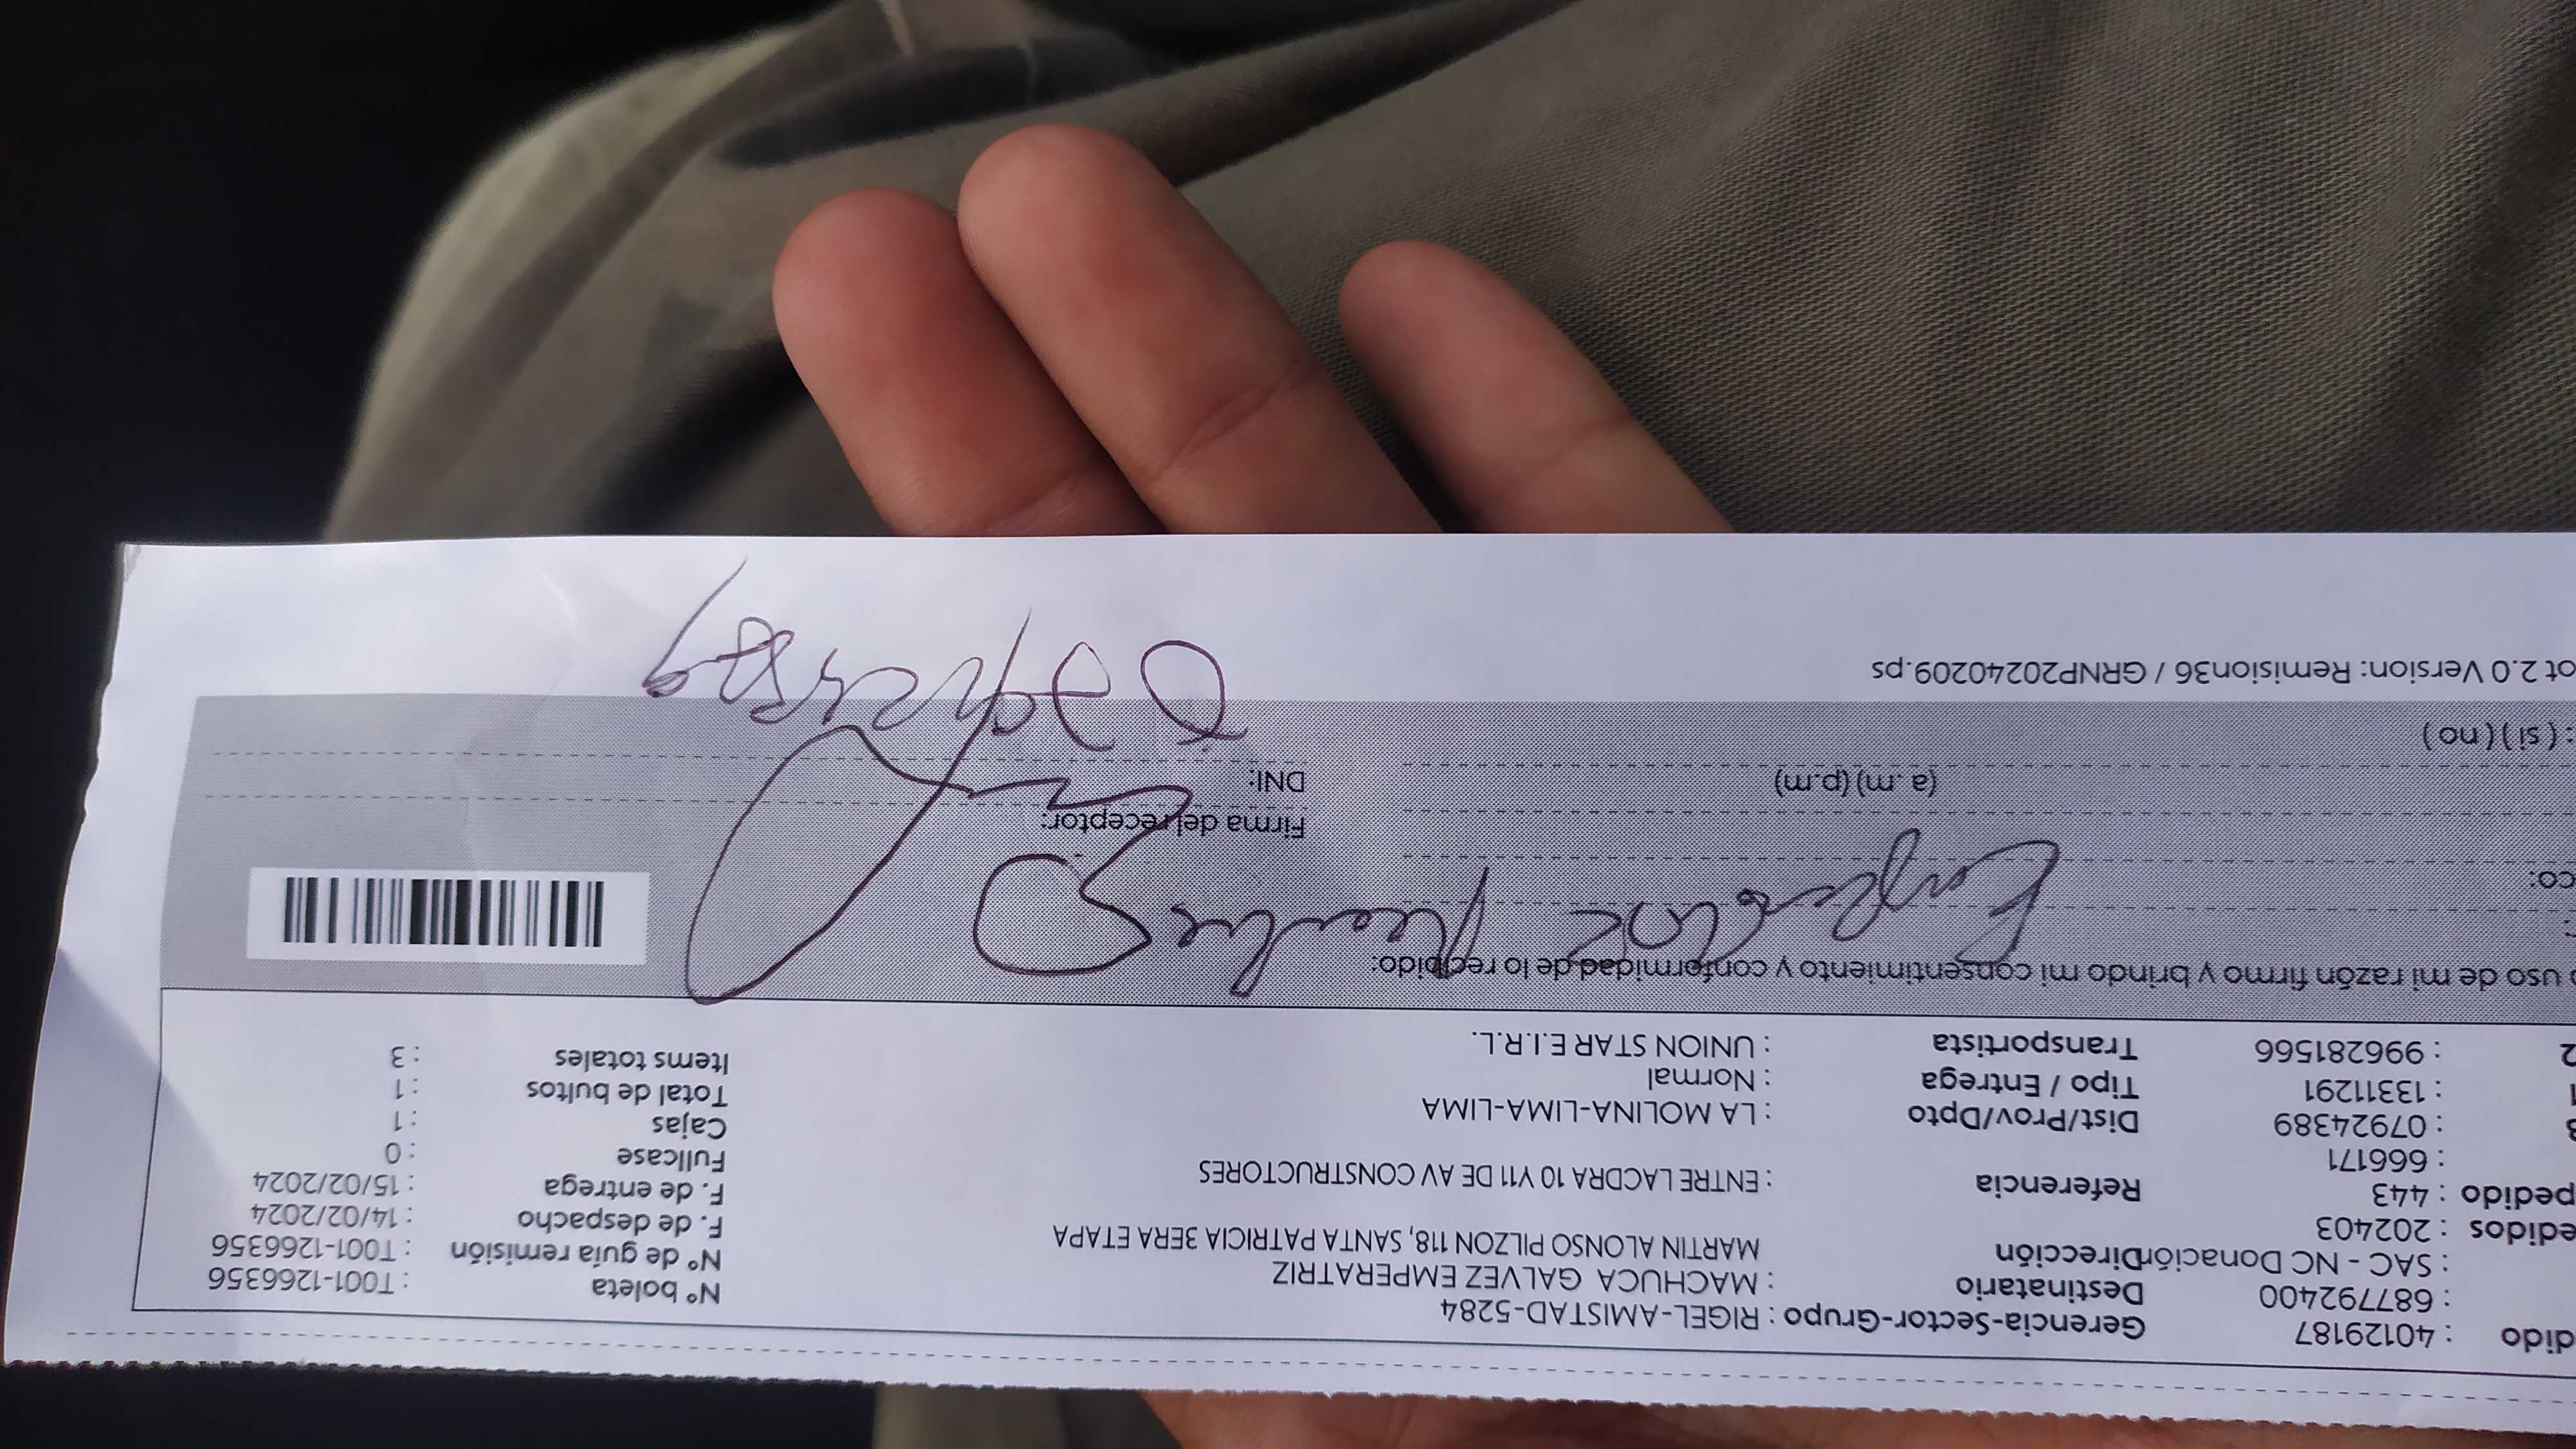 dido : 40129187 Gerencia-Sector-Grupo : RIGEL-AMISTAD-5284 N° boleta : T001-1266356
: 687792400 Destinatario : MACHUCA GALVEZ EMPERATRIZ N° de guía remisión : T001-1266356
: SAC - NC Donación Dirección MARTIN ALONSO PILZON 118, SANTA PATRICIA 3ERA ETAPA F. de despacho : 14/02/2024
edidos : 202403 F. de entrega : 15/02/2024
pedido : 443 Referencia : ENTRE LACDRA 10 Y11 DE AV CONSTRUCTORES Fullcase : 0
: 666171 Cajas : 1
3 : 07924389 Dist/Prov/Dpto : LA MOLINA-LIMA-LIMA Total de bultos : 1
1 : 13311291 Tipo / Entrega : Normal Items totales : 3
2 : 996281566 Transportista : UNION STAR E.I.R.L.
uso de mi razón firmo y brindo mi consentimiento y conformidad de lo recibido:
co:
Firma del receptor:
(a. m) (p.m) DNI:
: ( si ) ( no )
07924389
ot 2.0 Version: Remision36 / GRNP20240209.ps